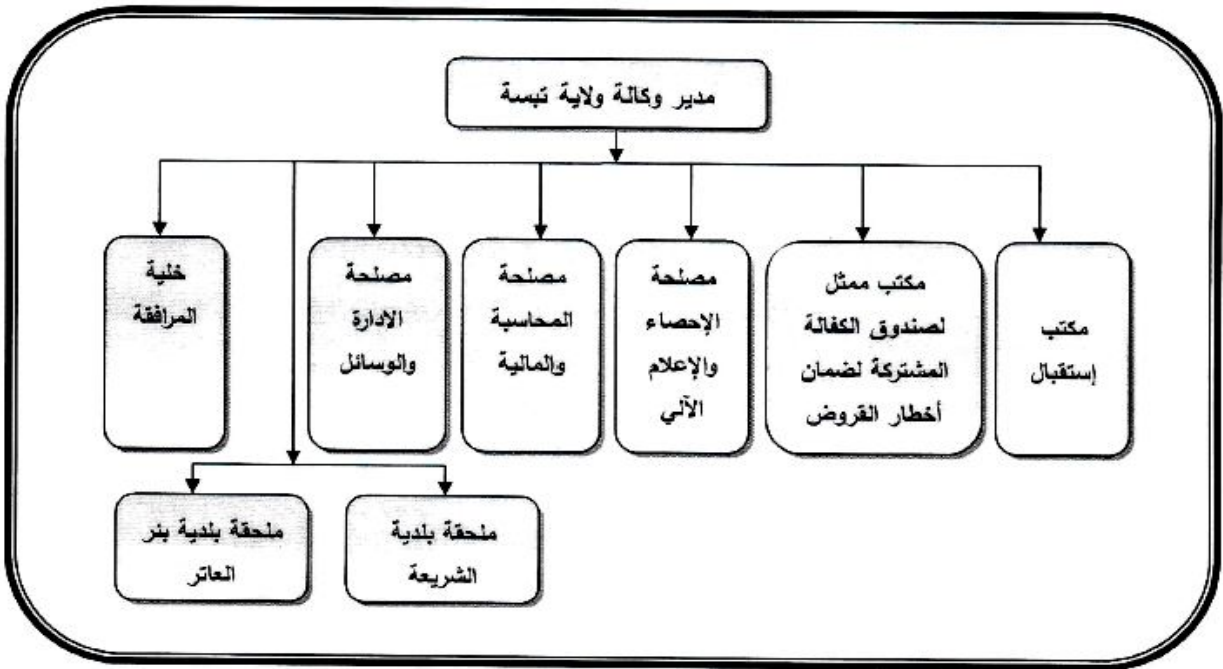 مدير وكالة ولاية تبسة
مكتب
إستقبال
مكتب ممثل
لصندوق الكفالة
المشتركة لضمان
أخطار القروض
مصلحة
الإحصاء
والإعلام
الآلي
مصلحة
المحاسبة
والمالية
مصلحة
الادارة
والوسائل
خلية
المرافقة
ملحقة بلدية
الشريعة
ملحقة بلدية بئر
العاتر